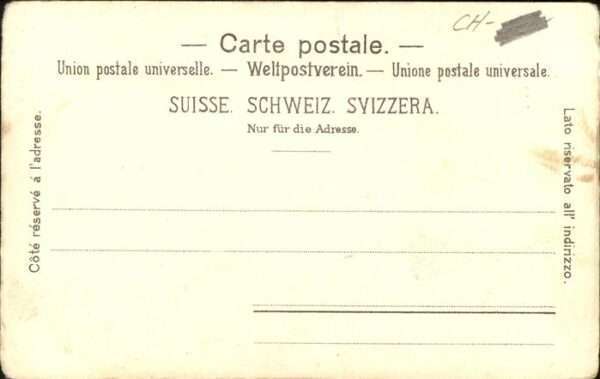 CH-
— Carte postale. —
Union postale universelle. — Weltpostverein. — Unione postale universale.
SUISSE. SCHWEIZ. SVIZZERA.
Nur für die Adresse.
Côté réservé à l'adresse.
Lato riservato all' indirizzo.